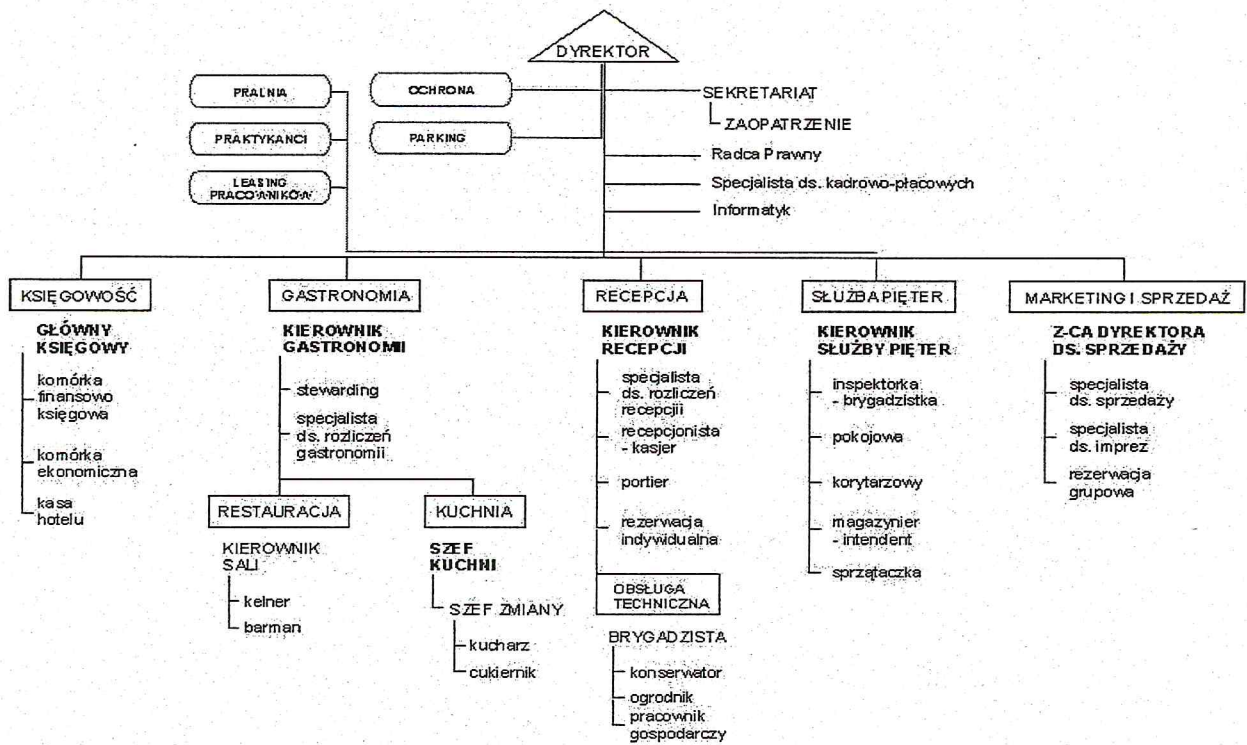 DYREKTOR
PRALNIA
PRAKTYKANCI
LEASING
PRACOWNIKÓW
OCHRONA
PARKING
SEKRETARIAT
ZAOPATRZENIE
Radca Prawny
Specjalista ds. kadrowo-płacowych
Informatyk
KSIĘGOWOŚĆ
GŁÓWNY
KSIĘGOWY
komórka
finansowo
księgowa
komórka
ekonomiczna
kasa
hotelu
GASTRONOMIA
KIEROWNIK
GASTRONOMII
stewarding
specjalista
ds. rozliczeń
gastronomii
RESTAURACJA
KIEROWNIK
SALI
kelner
barman
KUCHNIA
SZEF
KUCHNI
SZEF ZMIANY
kucharz
cukiernik
RECEPCJA
KIEROWNIK
RECEPCJI
specjalista
ds. rozliczeń
recepcji
recepcjonista
- kasjer
portier
rezerwacja
indywidualna
OBSŁUGA
TECHNICZNA
BRYGADZISTA
konserwator
ogrodnik
pracownik
gospodarczy
SŁUŻBA PIĘTER
KIEROWNIK
SŁUŻBY PIĘTER
inspektorka
- brygadzistka
pokojowa
korytarzowy
magazynier
- intendent
sprzątaczka
MARKETING I SPRZEDAŻ
Z-CA DYREKTORA
DS. SPRZEDAŻY
specjalista
ds. sprzedaży
specjalista
ds. imprez
rezerwacja
grupowa